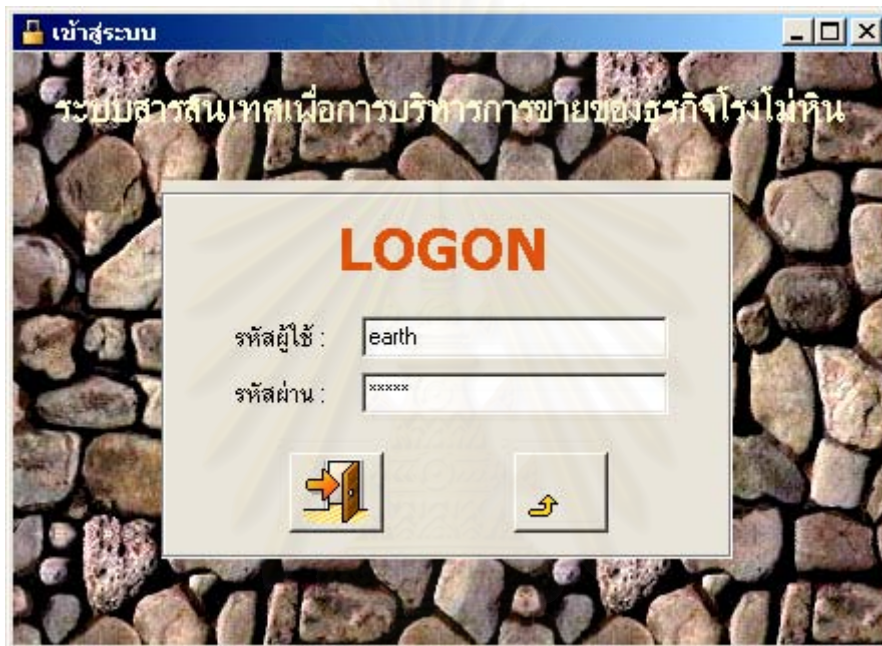 เข้าสู่ระบบ
ระบบสารสนเทศเพื่อการบริหารการขายของธุรกิจโรงโม่หิน
LOGON
รหัสผู้ใช้ : earth
รหัสผ่าน : *****